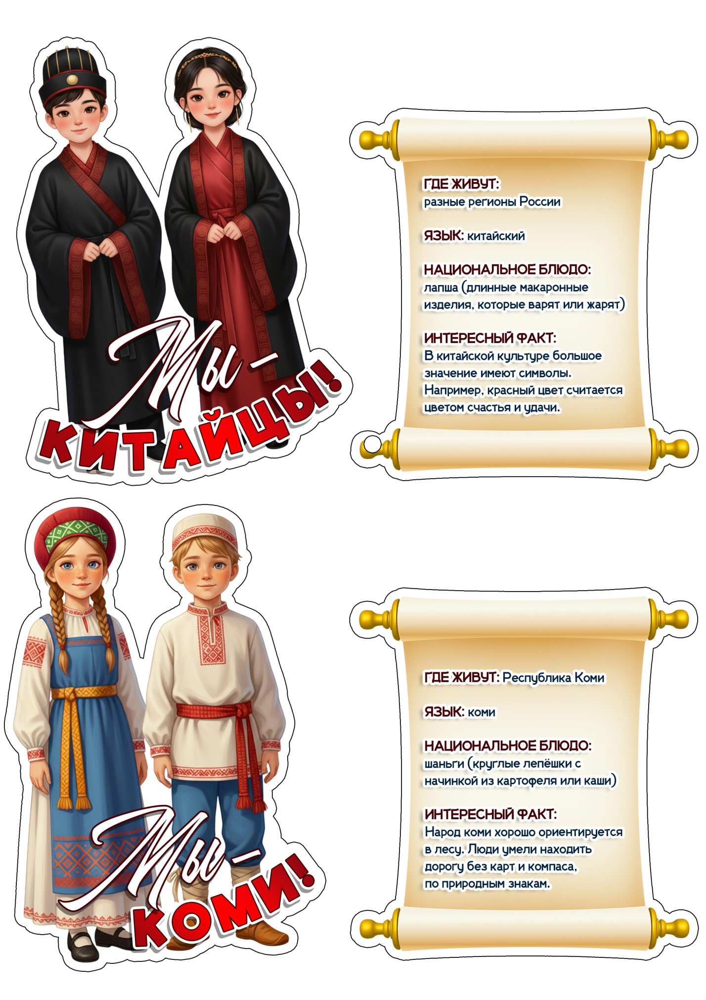 Мы –
КИТАЙЦЫ!
ГДЕ ЖИВУТ:
разные регионы России
ЯЗЫК: китайский
НАЦИОНАЛЬНОЕ БЛЮДО:
лапша (длинные макаронные
изделия, которые варят или жарят)
ИНТЕРЕСНЫЙ ФАКТ:
В китайской культуре большое
значение имеют символы.
Например, красный цвет считается
цветом счастья и удачи.
Мы –
КОМИ!
ГДЕ ЖИВУТ: Республика Коми
ЯЗЫК: коми
НАЦИОНАЛЬНОЕ БЛЮДО:
шаньги (круглые лепёшки с
начинкой из картофеля или каши)
ИНТЕРЕСНЫЙ ФАКТ:
Народ коми хорошо ориентируется
в лесу. Люди умели находить
дорогу без карт и компаса,
по природным знакам.